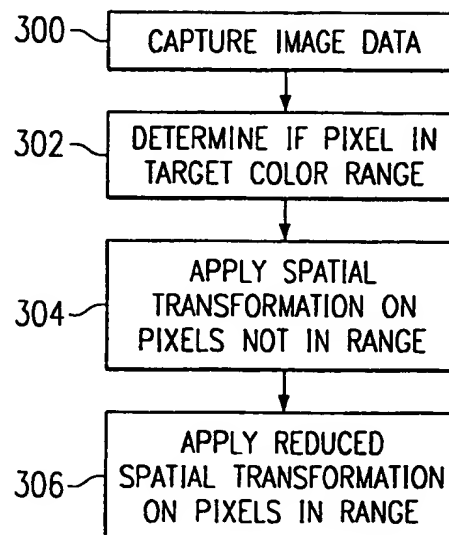 300
CAPTURE IMAGE DATA
302
DETERMINE IF PIXEL IN
TARGET COLOR RANGE
304
APPLY SPATIAL
TRANSFORMATION ON
PIXELS NOT IN RANGE
306
APPLY REDUCED
SPATIAL TRANSFORMATION
ON PIXELS IN RANGE